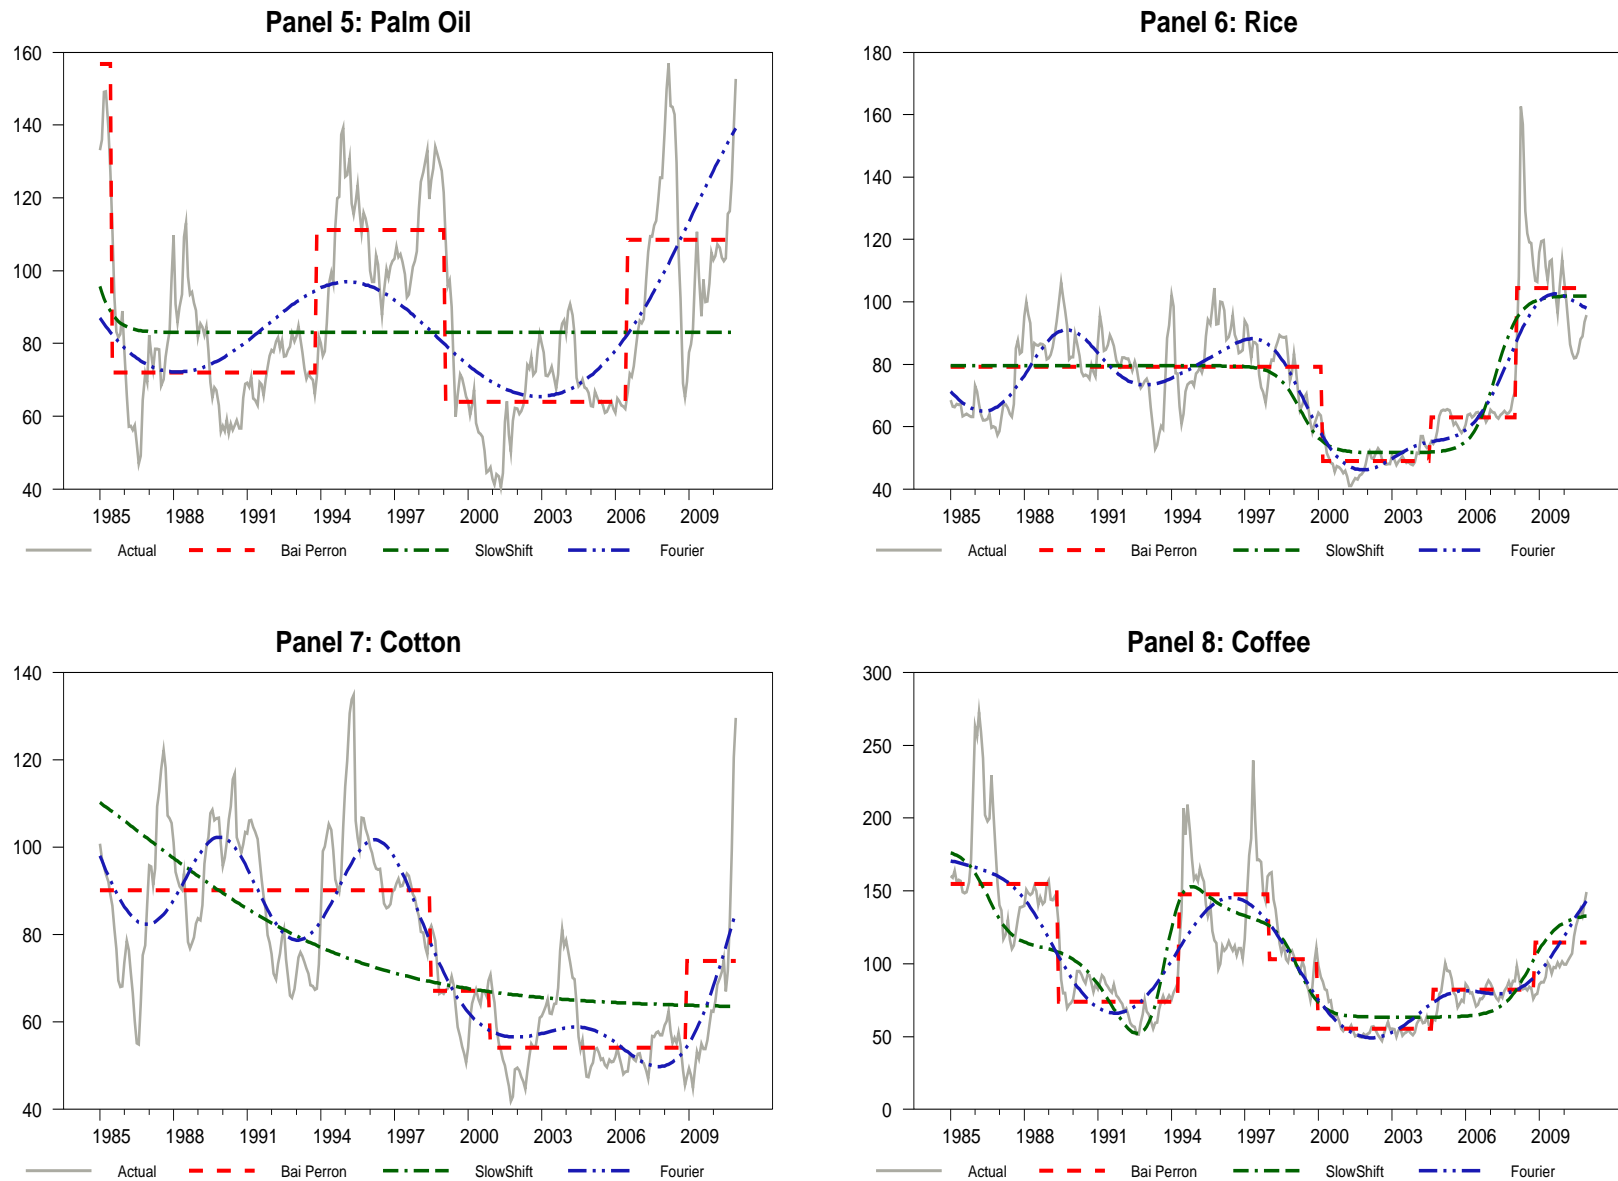 Panel 5: Palm Oil
160
140
120
100
80
60
40
1985 1988 1991 1994 1997 2000 2003 2006 2009
Actual Bai Perron SlowShift Fourier
Panel 6: Rice
180
160
140
120
100
80
60
40
1985 1988 1991 1994 1997 2000 2003 2006 2009
Actual Bai Perron SlowShift Fourier
Panel 7: Cotton
140
120
100
80
60
40
1985 1988 1991 1994 1997 2000 2003 2006 2009
Actual Bai Perron SlowShift Fourier
Panel 8: Coffee
300
250
200
150
100
50
0
1985 1988 1991 1994 1997 2000 2003 2006 2009
Actual Bai Perron SlowShift Fourier